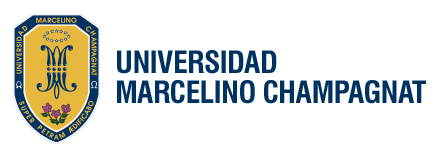 UNIVERSIDAD MARCELINO CHAMPAGNAT
SUPER PETRAM ÆDIFICABO
UNIVERSIDAD
MARCELINO CHAMPAGNAT